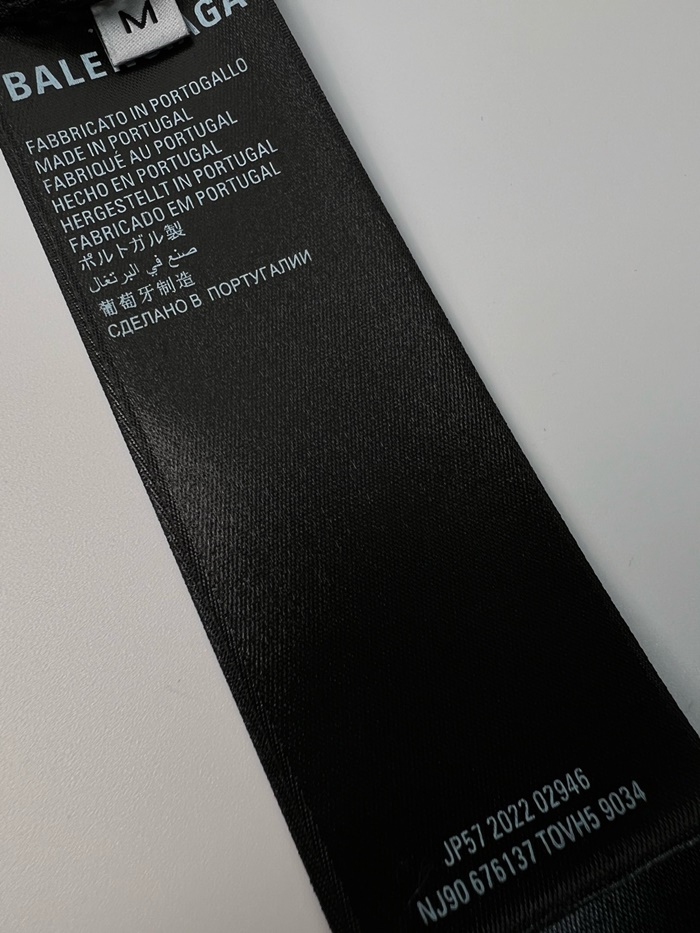 M
FABBRICATO IN PORTOGALLO
MADE IN PORTUGAL
FABRIQUÉ AU PORTUGAL
HECHO EN PORTUGAL
HERGESTELLT IN PORTUGAL
FABRICADO EM PORTUGAL
ポルトガル製
صنع في البرتغال
葡萄牙制造
СДЕЛАНО В ПОРТУГАЛИИ
JP57 2022 02946
NJ90 676137 TOVH5 9034